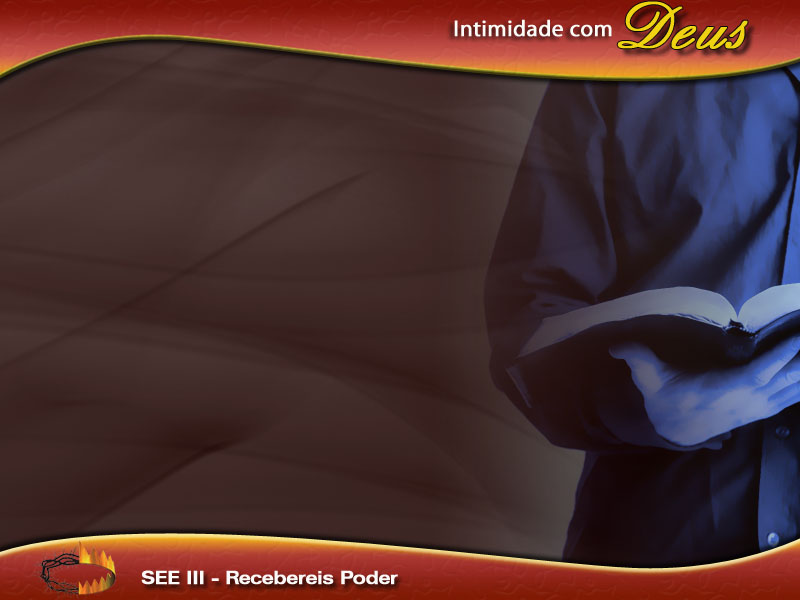 Intimidade com Deus
SEE III - Recebereis Poder